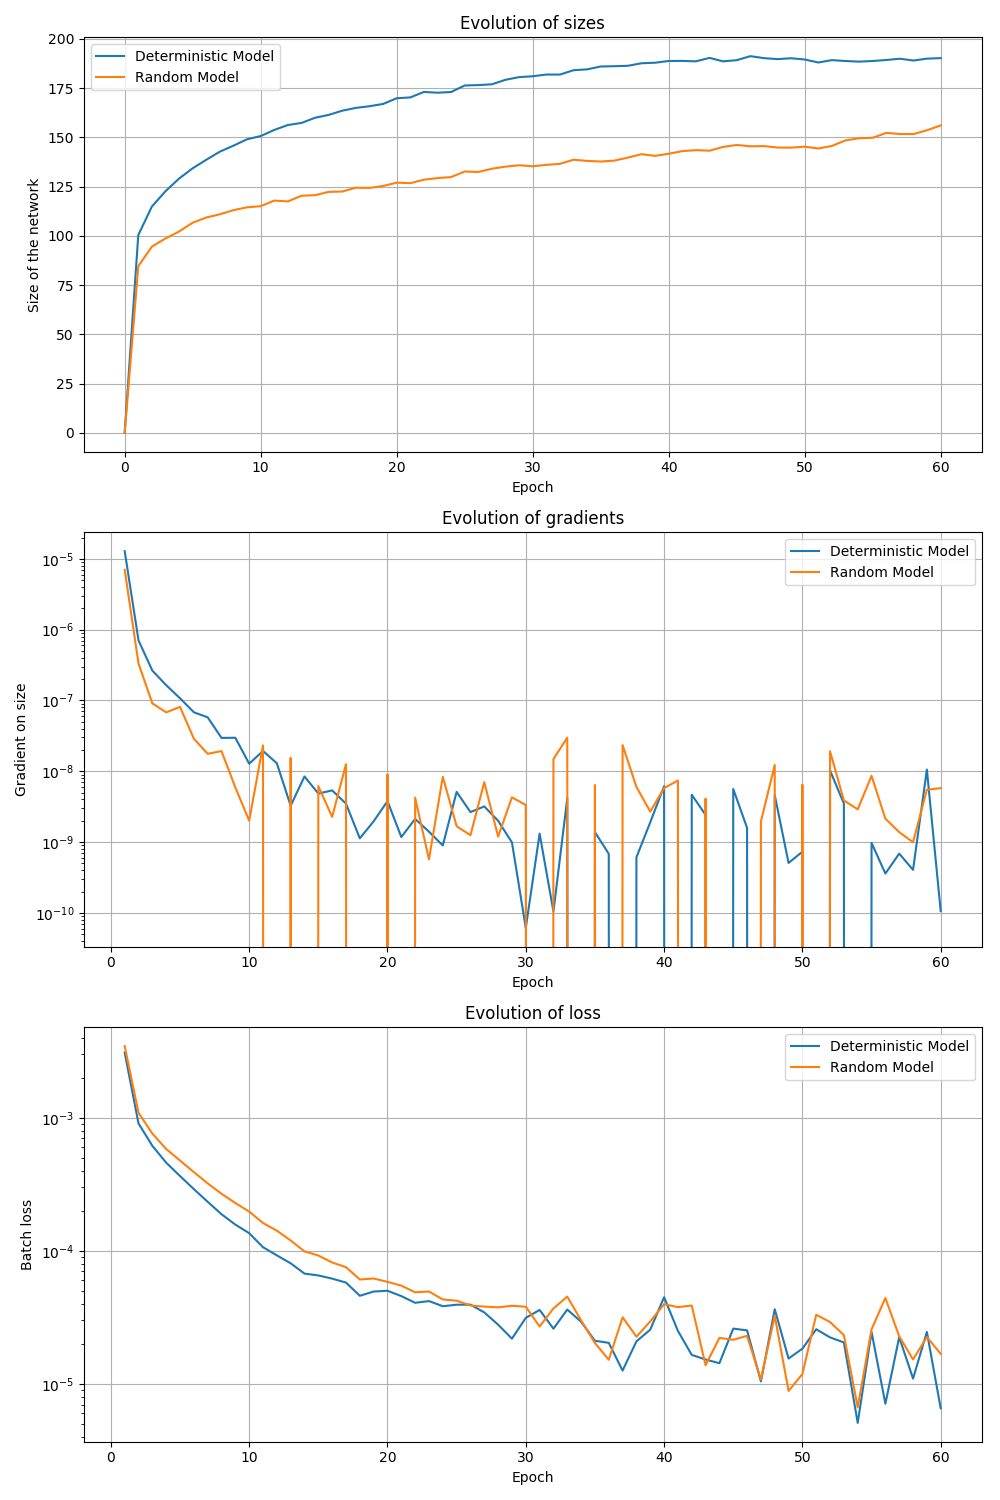 Evolution of sizes
Deterministic Model
Random Model
200
175
150
125
100
75
50
25
0
Size of the network
0 10 20 30 40 50 60
Epoch
Evolution of gradients
Deterministic Model
Random Model
10⁻⁵
10⁻⁶
10⁻⁷
10⁻⁸
10⁻⁹
10⁻¹⁰
Gradient on size
0 10 20 30 40 50 60
Epoch
Evolution of loss
Deterministic Model
Random Model
10⁻³
10⁻⁴
10⁻⁵
Batch loss
0 10 20 30 40 50 60
Epoch